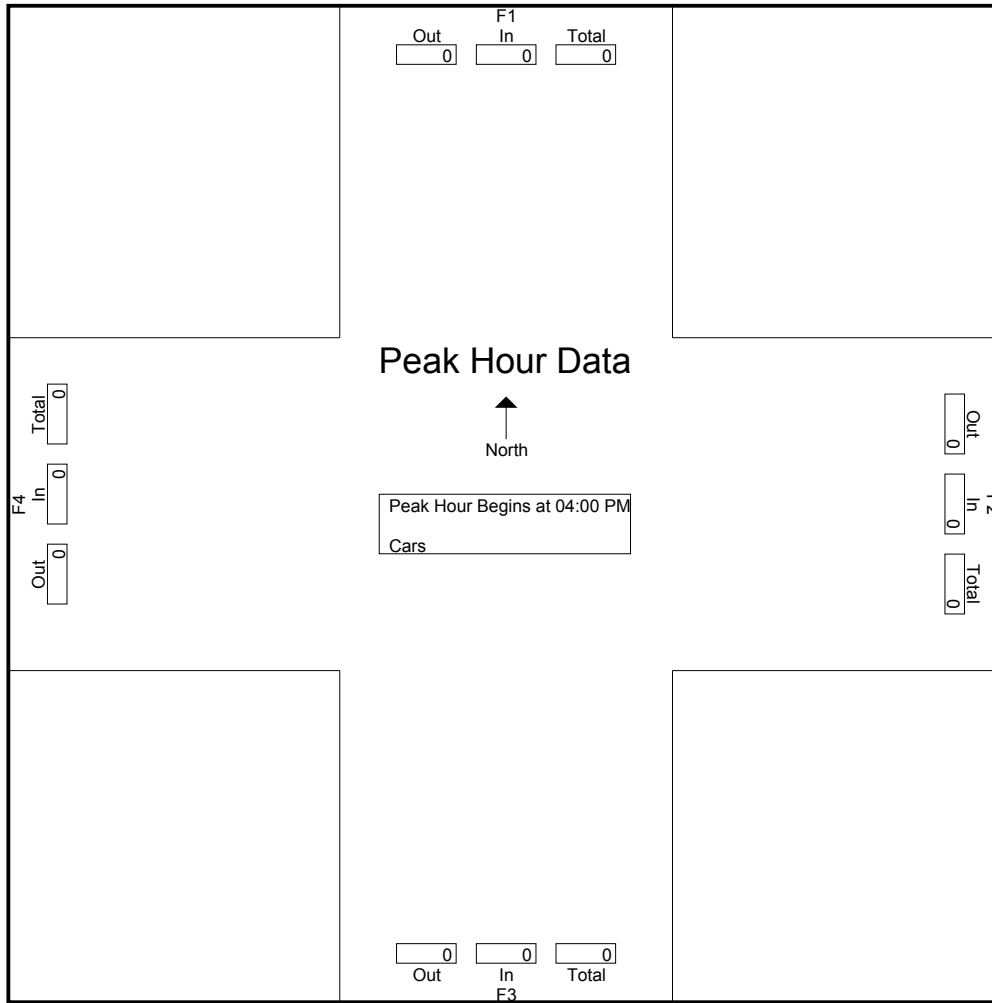 F1
Out In Total
0 0 0
Peak Hour Data
North
Peak Hour Begins at 04:00 PM
Cars
F4
Out In Total
0 0 0
Out In Total
0 0 0
Out In Total
0 0 0
F3